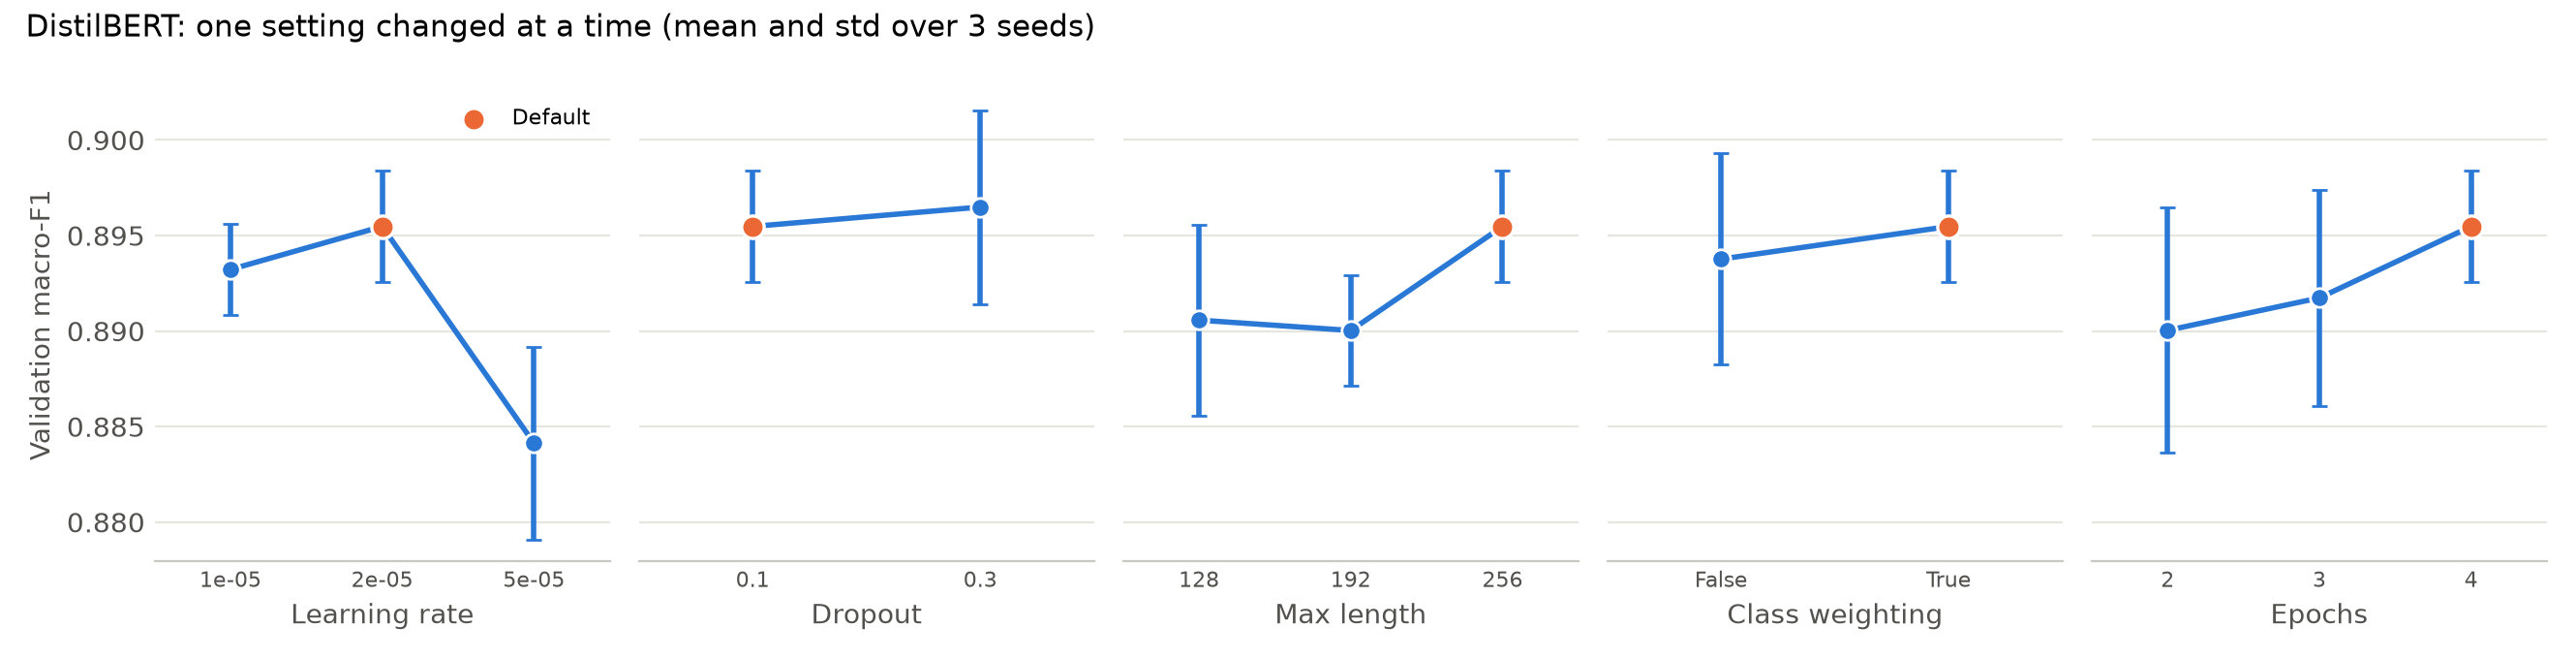 DistilBERT: one setting changed at a time (mean and std over 3 seeds)
Default
Validation macro-F1
0.900
0.895
0.890
0.885
0.880
1e-05 2e-05 5e-05
Learning rate
0.1 0.3
Dropout
128 192 256
Max length
False True
Class weighting
2 3 4
Epochs